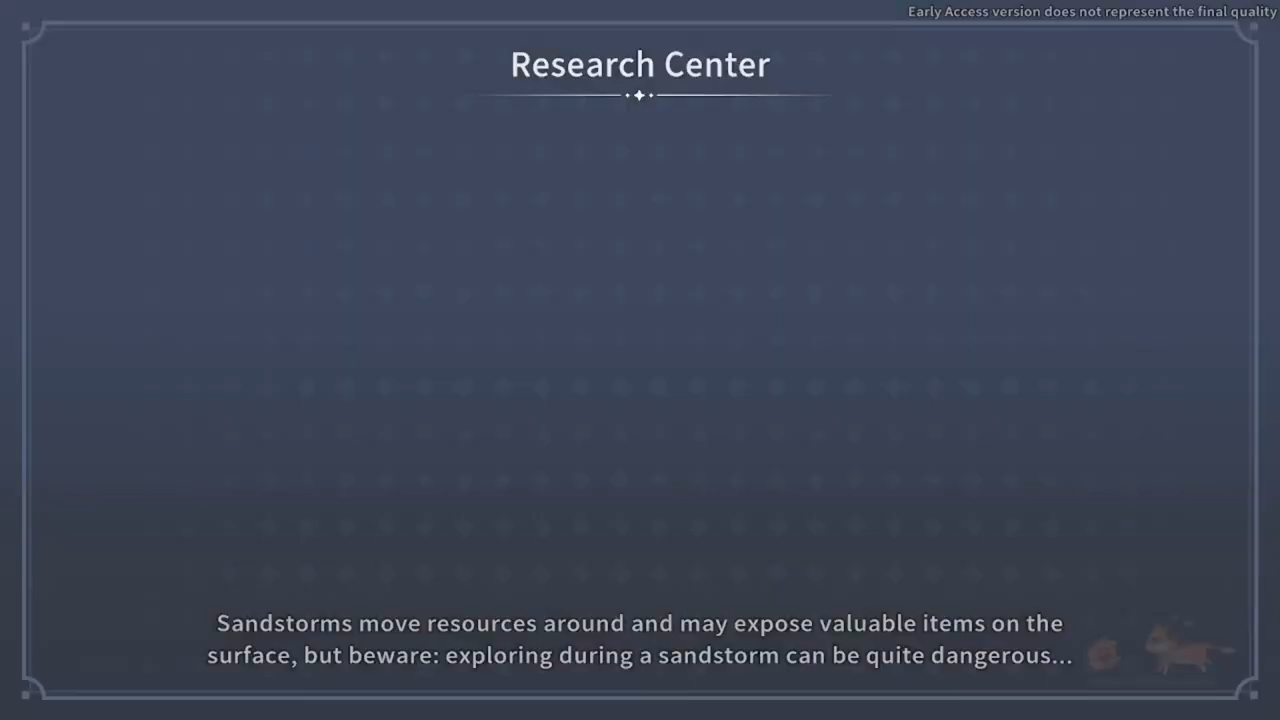 Early Access version does not represent the final quality
Research Center
Sandstorms move resources around and may expose valuable items on the
surface, but beware: exploring during a sandstorm can be quite dangerous...